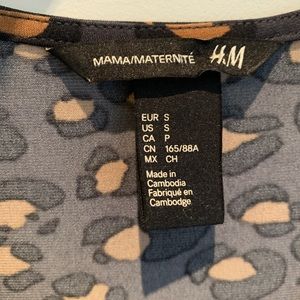 MAMA/MATERNITÉ H&M
EUR S
US S
CA P
CN 165/88A
MX CH
Made in
Cambodia
Fabriqué en
Cambodge